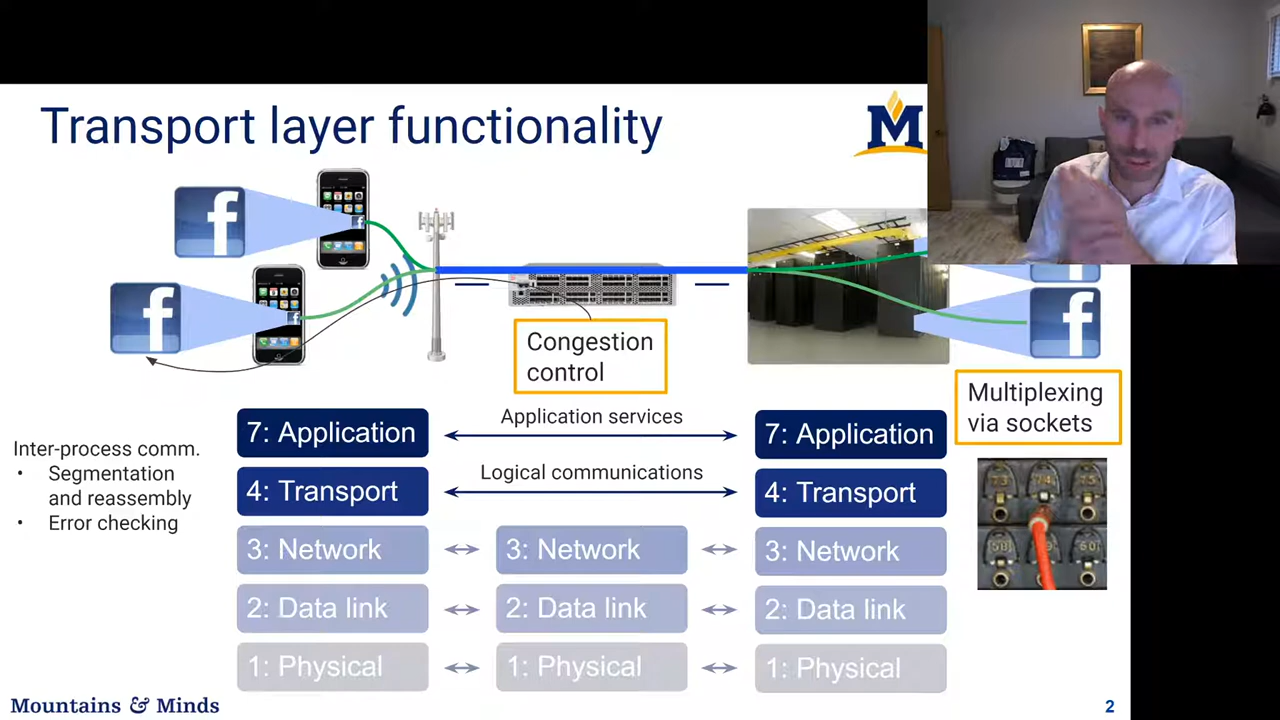 Transport layer functionality
M
f
f
f
Congestion
control
Multiplexing
via sockets
Application services
7: Application
7: Application
Inter-process comm.
• Segmentation
and reassembly
• Error checking
Logical communications
4: Transport
4: Transport
3: Network
3: Network
3: Network
2: Data link
2: Data link
2: Data link
1: Physical
1: Physical
1: Physical
Mountains & Minds
2